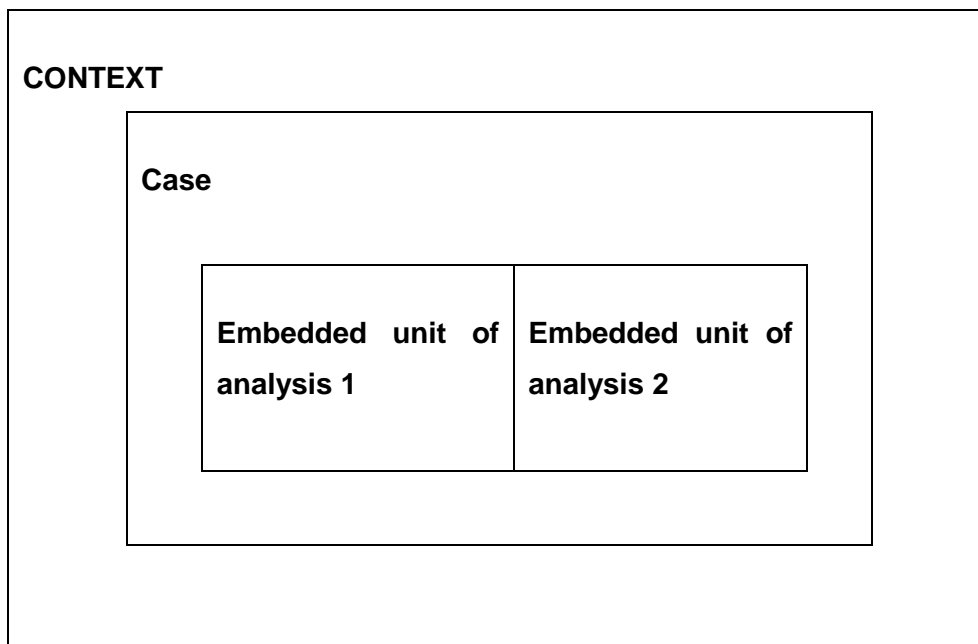 CONTEXT
Case
Embedded unit of
analysis 1
Embedded unit of
analysis 2